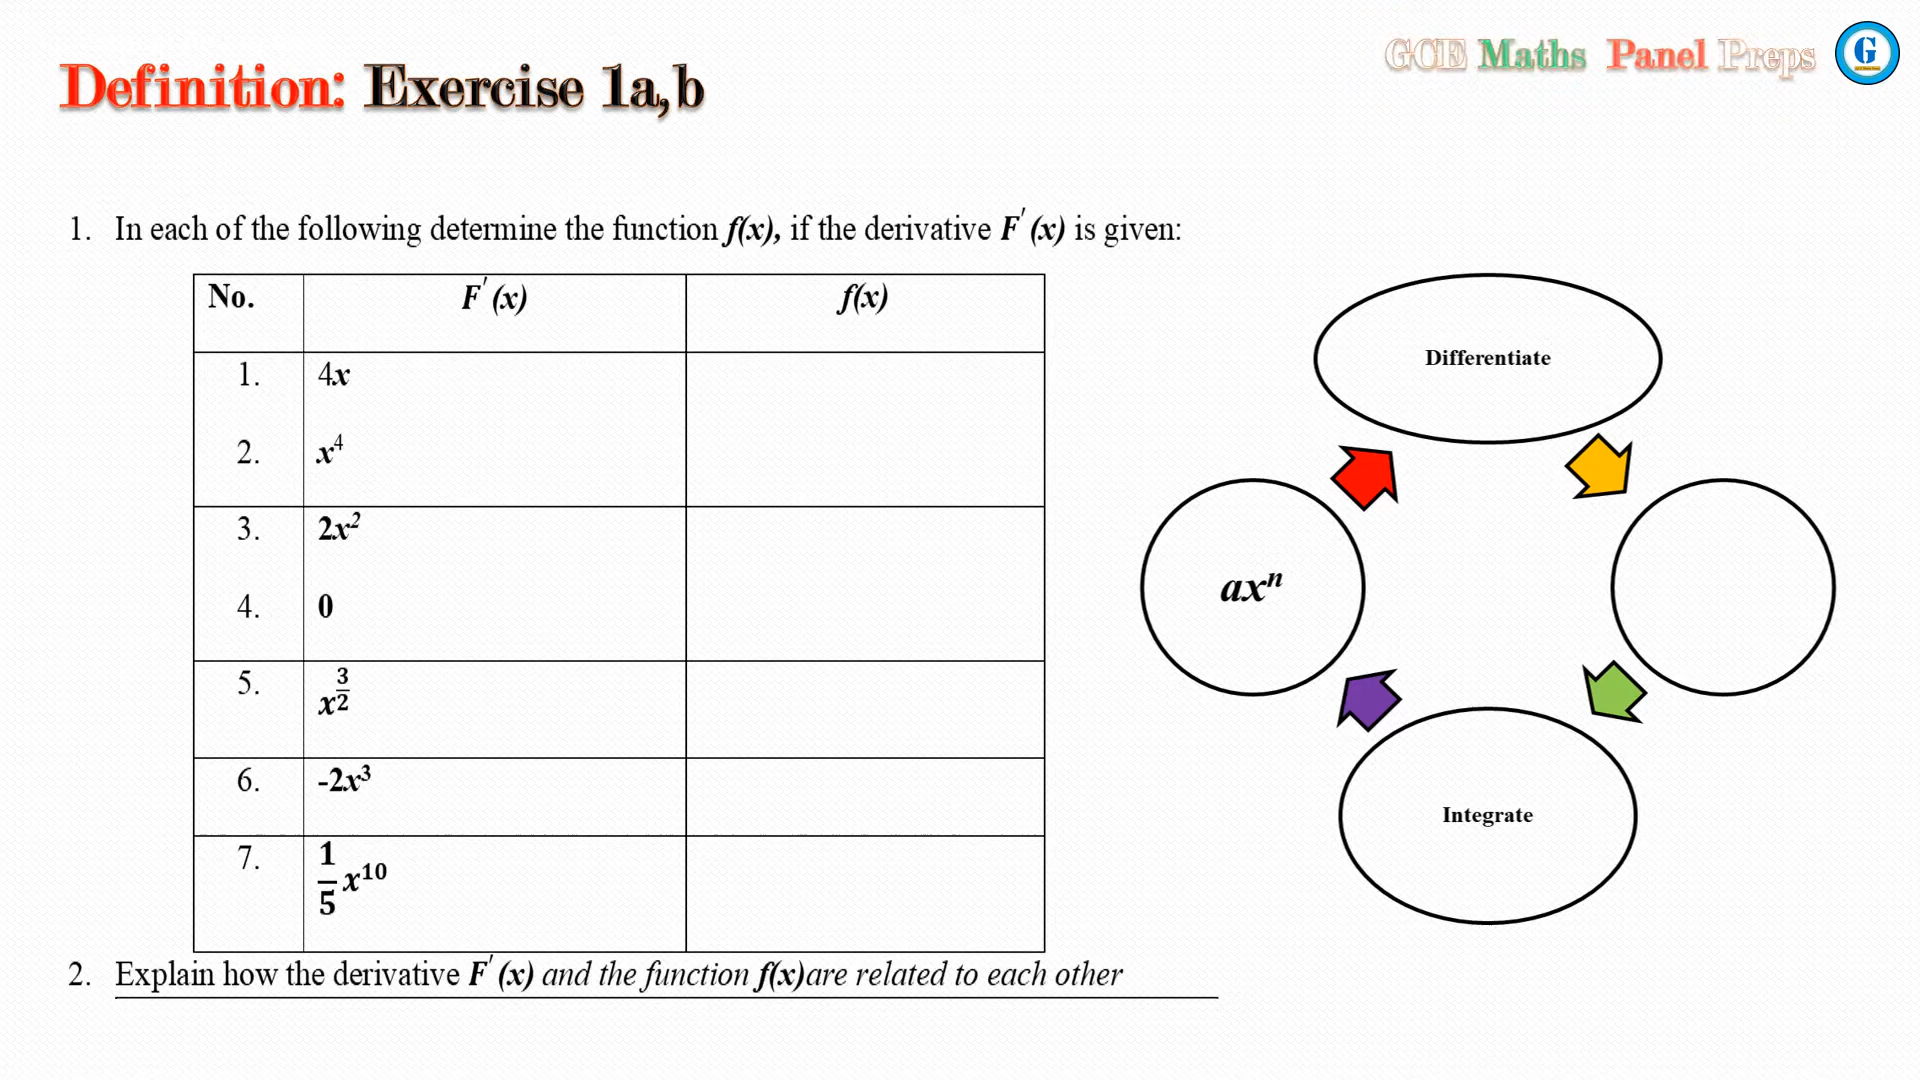 GCE Maths Panel Preps
G
Definition: Exercise 1a,b
1. In each of the following determine the function f(x), if the derivative F′(x) is given:
No. F′(x) f(x)
1. 4x
2. x⁴
3. 2x²
4. 0
5. x^(3/2)
6. -2x³
7. 1/5 x¹⁰
2. Explain how the derivative F′(x) and the function f(x)are related to each other
Differentiate
axⁿ
Integrate